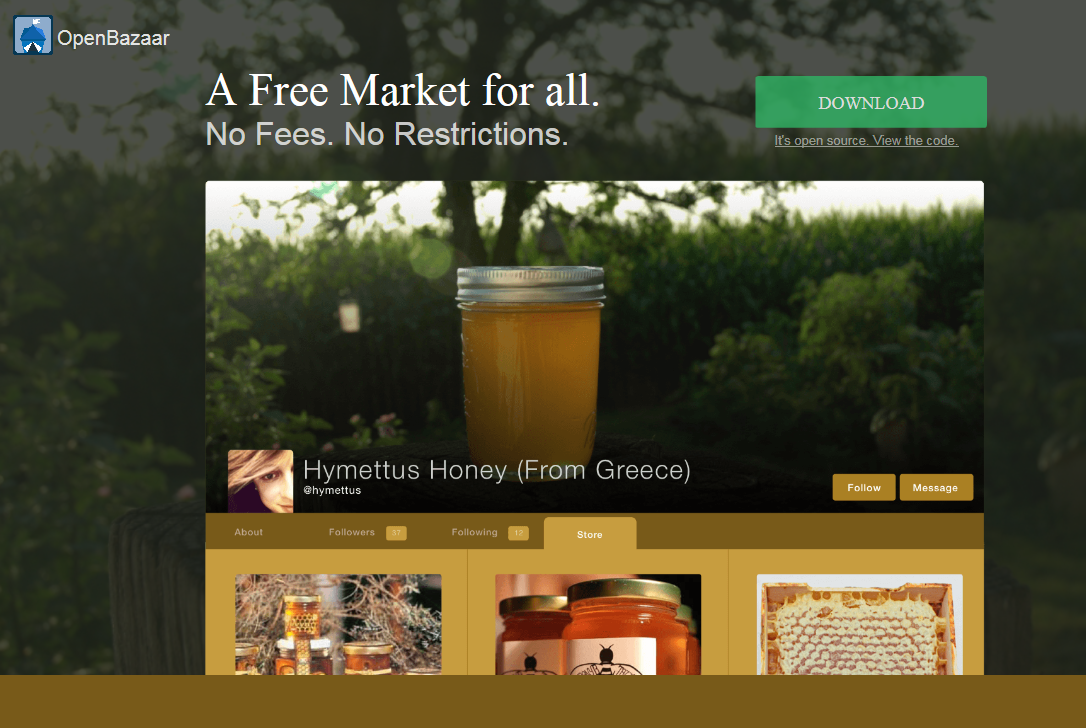 OpenBazaar
A Free Market for all.
No Fees. No Restrictions.
DOWNLOAD
It's open source. View the code.
Hymettus Honey (From Greece)
@hymettus
Follow
Message
About
Followers 37
Following 12
Store